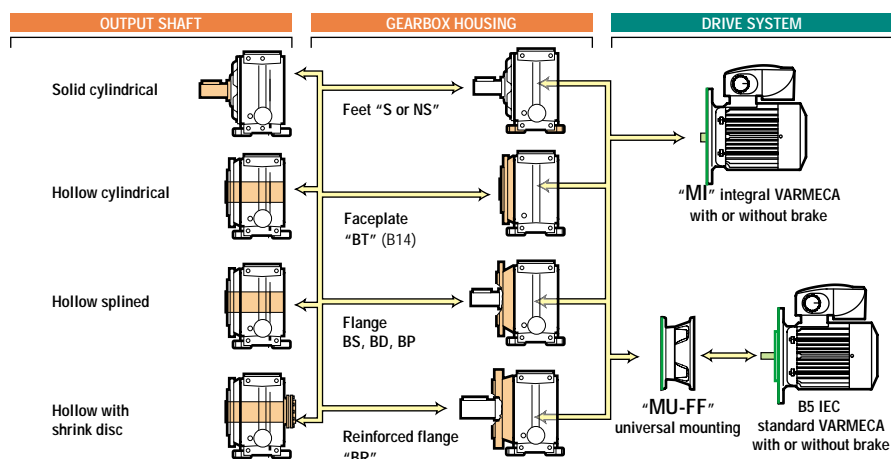 OUTPUT SHAFT
GEARBOX HOUSING
DRIVE SYSTEM
Solid cylindrical
Feet “S or NS”
“MI” integral VARMECA
with or without brake
Hollow cylindrical
Faceplate
“BT” (B14)
Hollow splined
Flange
BS, BD, BP
“MU-FF”
universal mounting
B5 IEC
standard VARMECA
with or without brake
Hollow with
shrink disc
Reinforced flange
“BR”